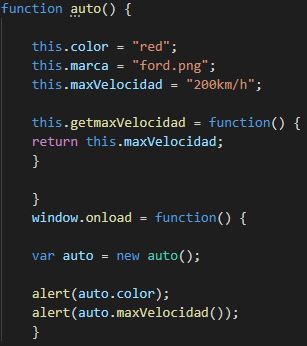 function auto() {
this.color = "red";
this.marca = "ford.png";
this.maxVelocidad = "200km/h";
this.getmaxVelocidad = function() {
return this.maxVelocidad;
}
}
window.onload = function() {
var auto = new auto();
alert(auto.color);
alert(auto.maxVelocidad());
}